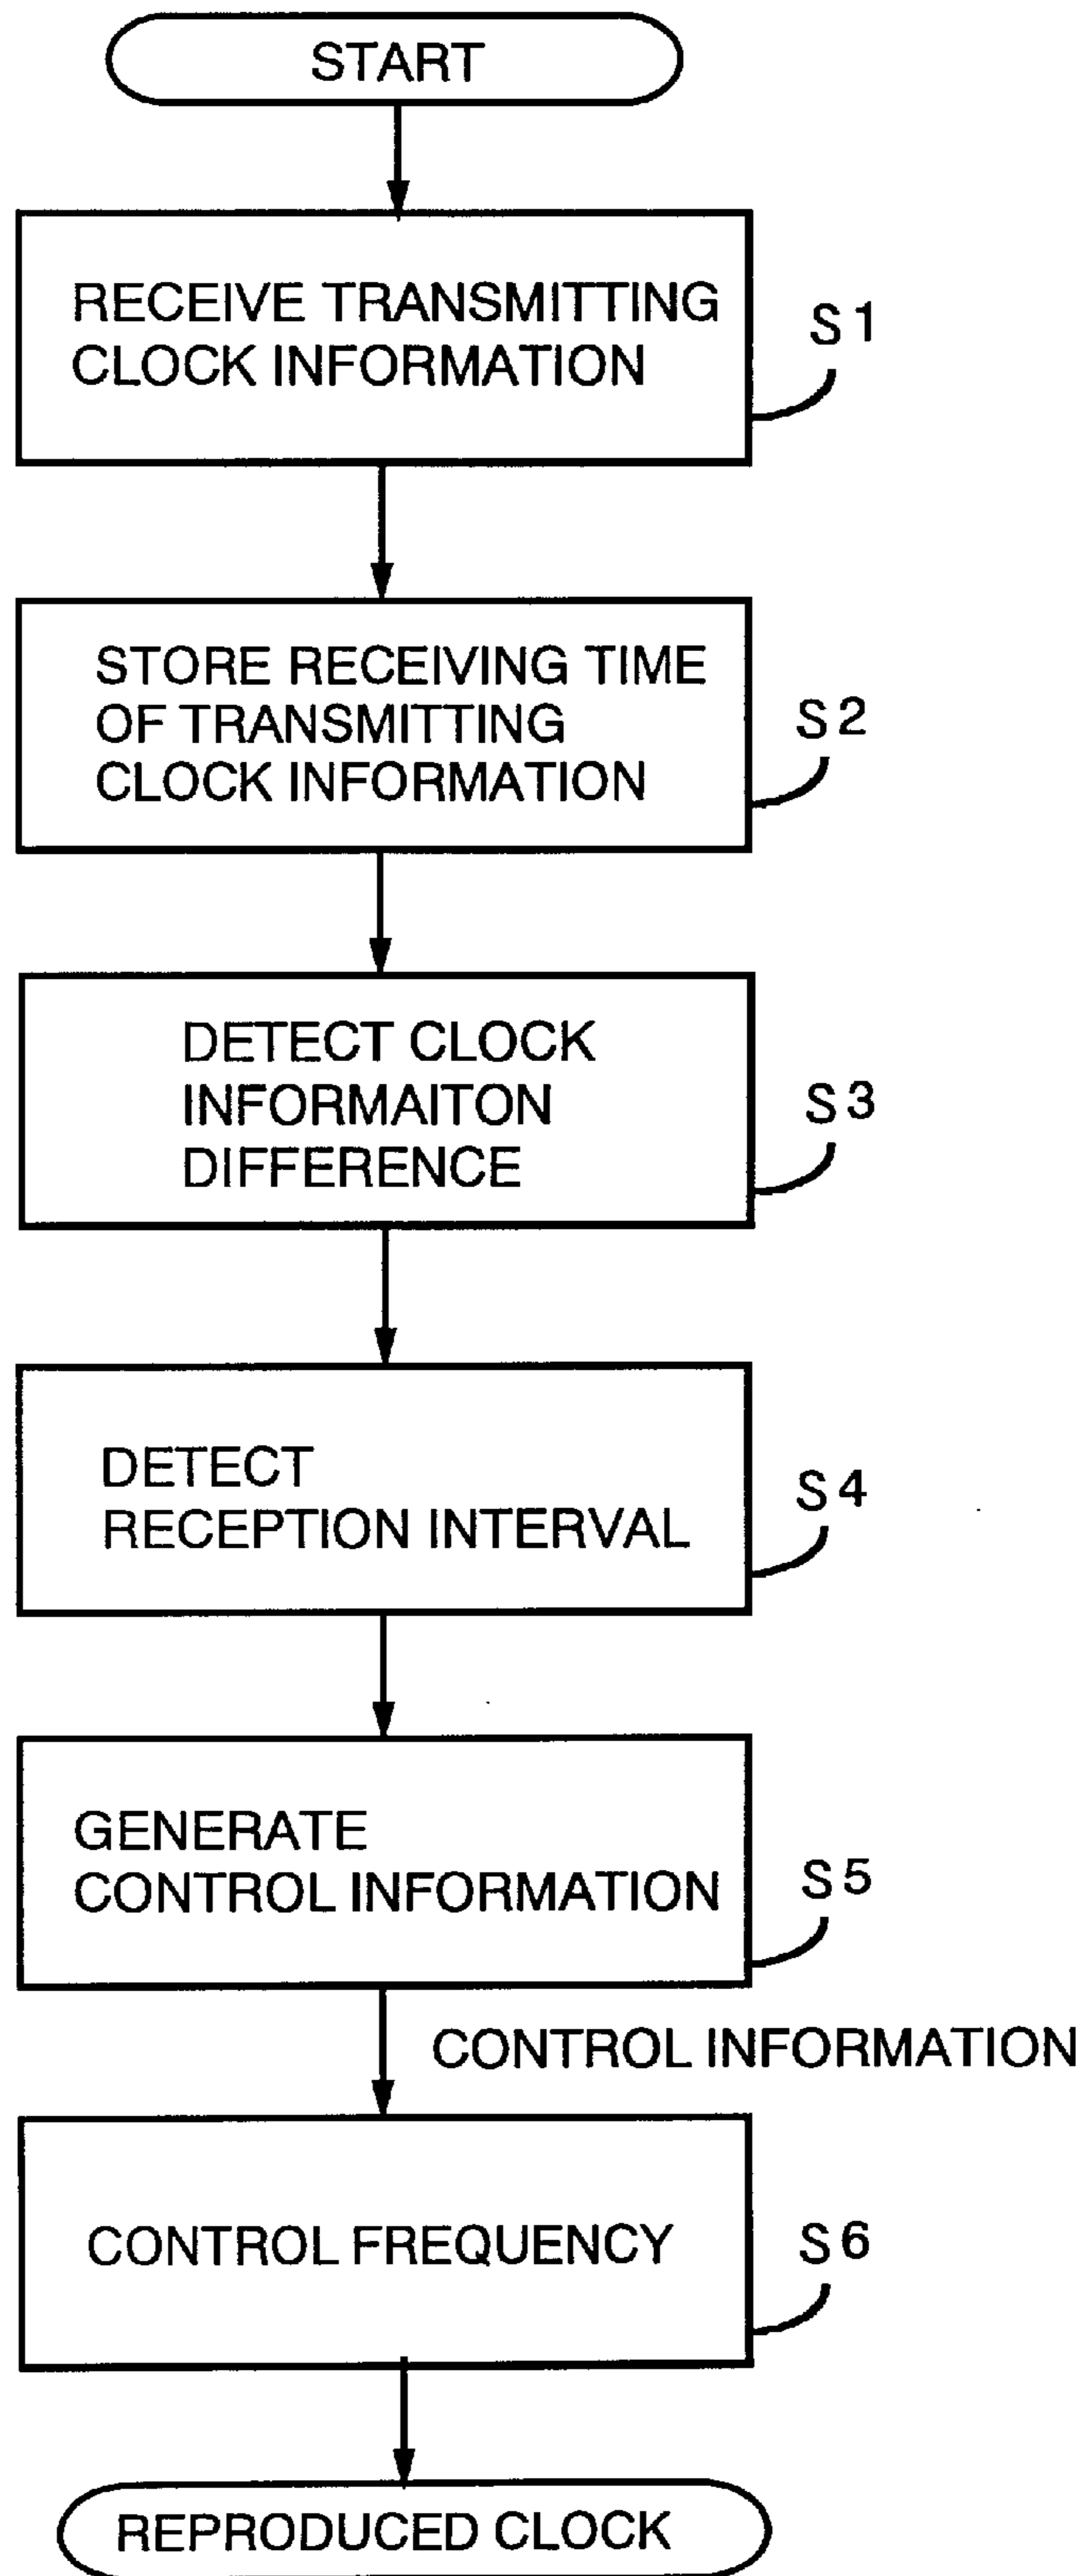 START
RECEIVE TRANSMITTING
CLOCK INFORMATION
S1
STORE RECEIVING TIME
OF TRANSMITTING
CLOCK INFORMATION
S2
DETECT CLOCK
INFORMAITON
DIFFERENCE
S3
DETECT
RECEPTION INTERVAL
S4
GENERATE
CONTROL INFORMATION
S5
CONTROL INFORMATION
CONTROL FREQUENCY
S6
REPRODUCED CLOCK